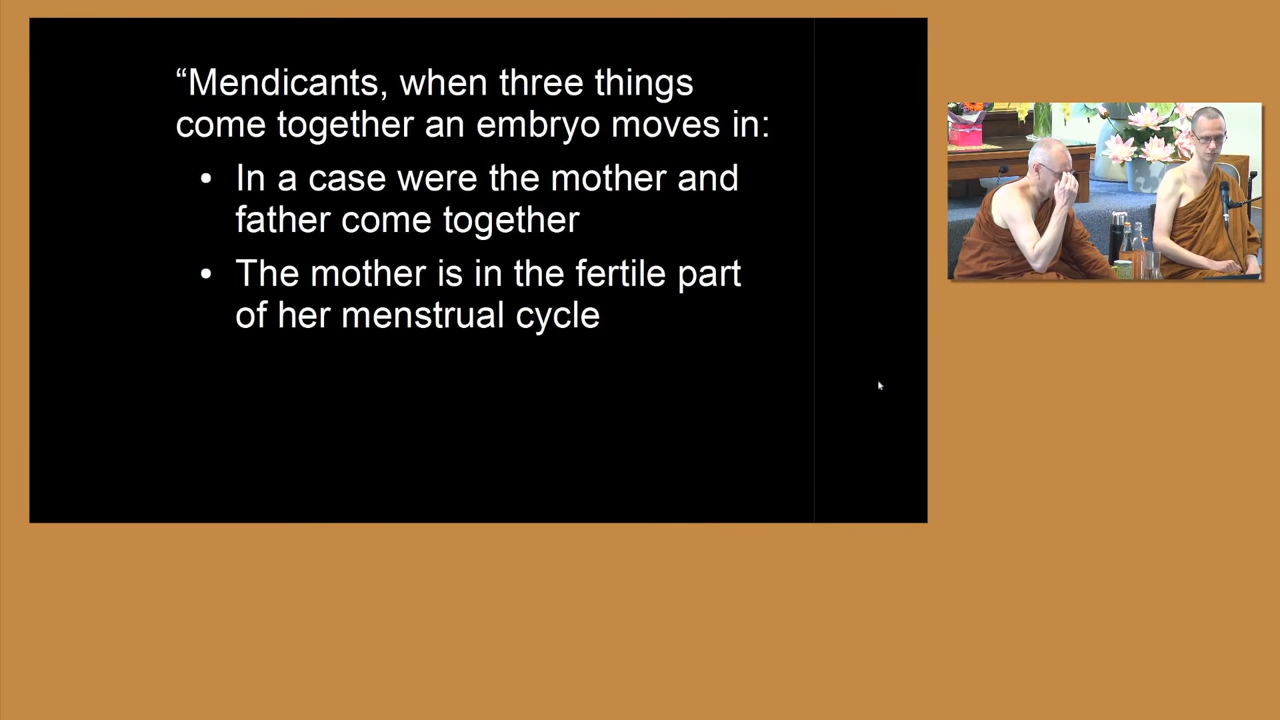 “Mendicants, when three things
come together an embryo moves in:
• In a case were the mother and
father come together
• The mother is in the fertile part
of her menstrual cycle